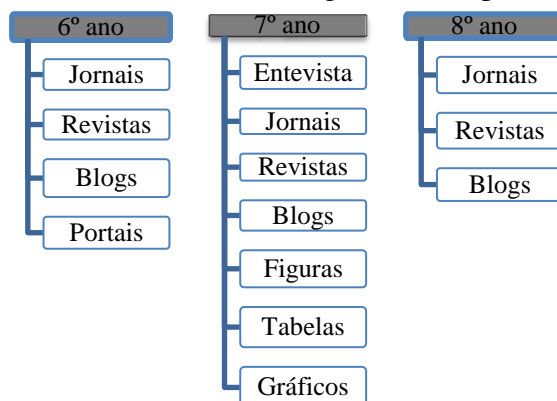 6º ano
Jornais
Revistas
Blogs
Portais
7º ano
Entevista
Jornais
Revistas
Blogs
Figuras
Tabelas
Gráficos
8º ano
Jornais
Revistas
Blogs